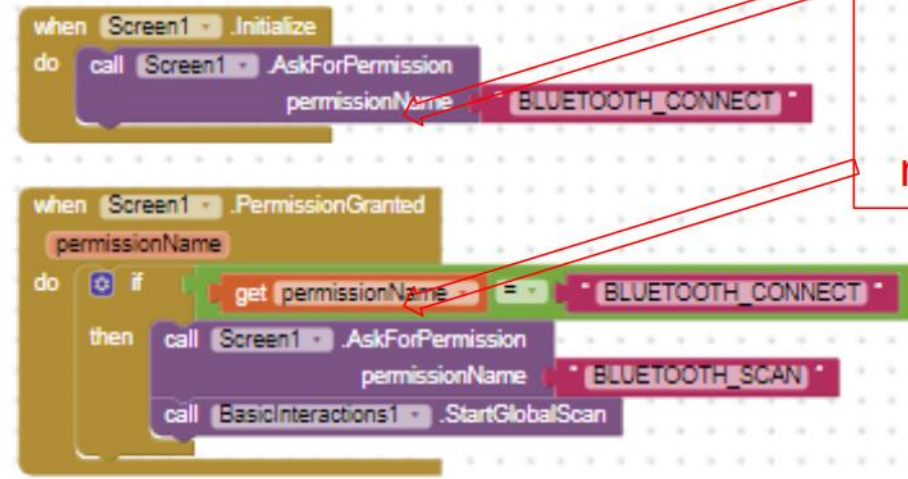 when Screen1 .Initialize
do call Screen1 .AskForPermission
permissionName " BLUETOOTH_CONNECT "
when Screen1 .PermissionGranted
permissionName
do if get permissionName = " BLUETOOTH_CONNECT "
then call Screen1 .AskForPermission
permissionName " BLUETOOTH_SCAN "
call BasicInteractions1 .StartGlobalScan